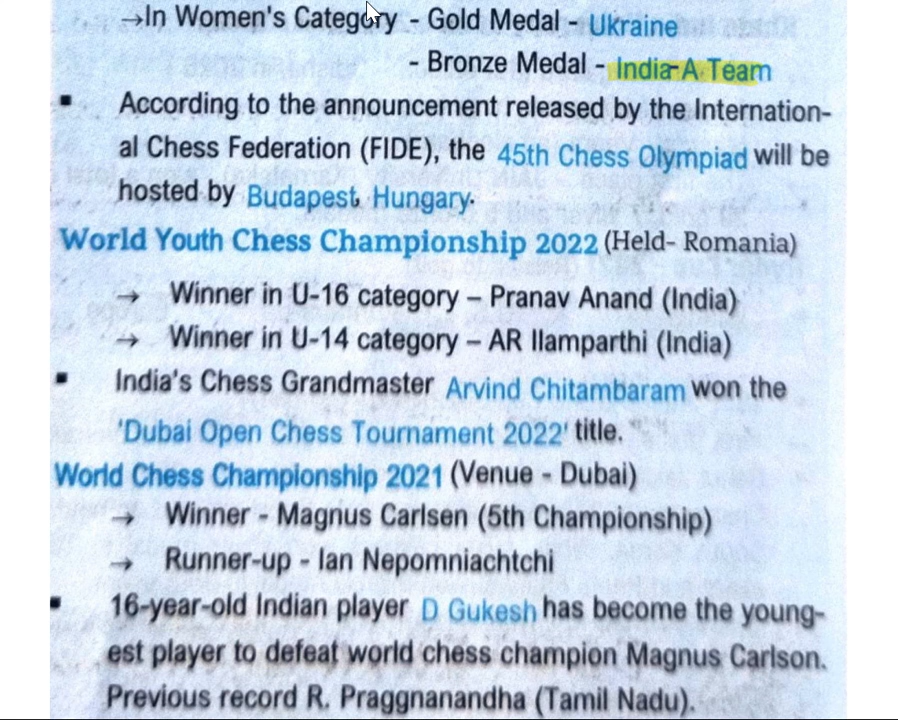 →In Women's Category - Gold Medal - Ukraine
- Bronze Medal - India-A Team
▪ According to the announcement released by the Internation-
al Chess Federation (FIDE), the 45th Chess Olympiad will be
hosted by Budapest, Hungary.
World Youth Chess Championship 2022 (Held- Romania)
→ Winner in U-16 category – Pranav Anand (India)
→ Winner in U-14 category – AR Ilamparthi (India)
▪ India's Chess Grandmaster Arvind Chitambaram won the
'Dubai Open Chess Tournament 2022' title.
World Chess Championship 2021 (Venue - Dubai)
→ Winner - Magnus Carlsen (5th Championship)
→ Runner-up - Ian Nepomniachtchi
▪ 16-year-old Indian player D Gukesh has become the young-
est player to defeat world chess champion Magnus Carlson.
Previous record R. Praggnanandha (Tamil Nadu).